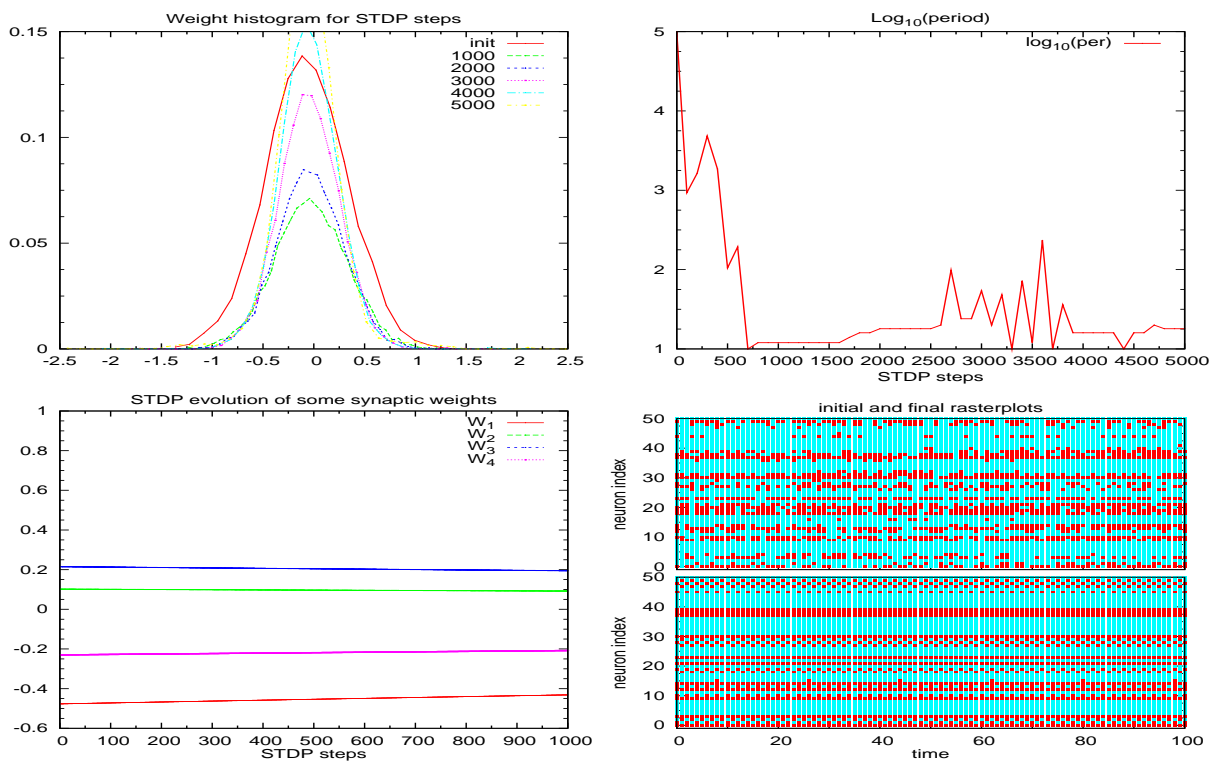 Weight histogram for STDP steps
0.15
0.1
0.05
0
-2.5 -2 -1.5 -1 -0.5 0 0.5 1 1.5 2 2.5
init
1000
2000
3000
4000
5000
Log10(period)
5
4
3
2
1
0 500 1000 1500 2000 2500 3000 3500 4000 4500 5000
STDP steps
log10(per)
STDP evolution of some synaptic weights
1
0.8
0.6
0.4
0.2
0
-0.2
-0.4
-0.6
0 100 200 300 400 500 600 700 800 900 1000
STDP steps
W1
W2
W3
W4
initial and final rasterplots
50
40
30
20
10
0
neuron index
50
40
30
20
10
0
neuron index
0 20 40 60 80 100
time